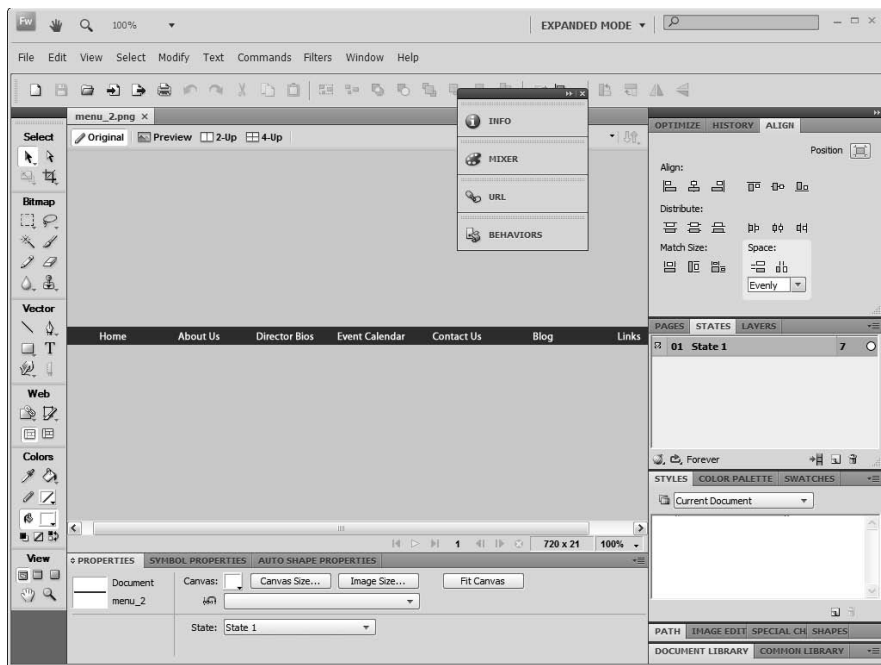 Fw 100% EXPANDED MODE
File Edit View Select Modify Text Commands Filters Window Help
menu_2.png ×
Original Preview 2-Up 4-Up
INFO
MIXER
URL
BEHAVIORS
Select
Bitmap
Vector
Web
Colors
View
Home About Us Director Bios Event Calendar Contact Us Blog Links
1 720 x 21 100%
PROPERTIES SYMBOL PROPERTIES AUTO SHAPE PROPERTIES
Document Canvas: Canvas Size... Image Size... Fit Canvas
menu_2
State: State 1
OPTIMIZE HISTORY ALIGN
Position
Align:
Distribute:
Match Size: Space:
Evenly
PAGES STATES LAYERS
01 State 1 7
Forever
STYLES COLOR PALETTE SWATCHES
Current Document
PATH IMAGE EDIT SPECIAL CH SHAPES
DOCUMENT LIBRARY COMMON LIBRARY